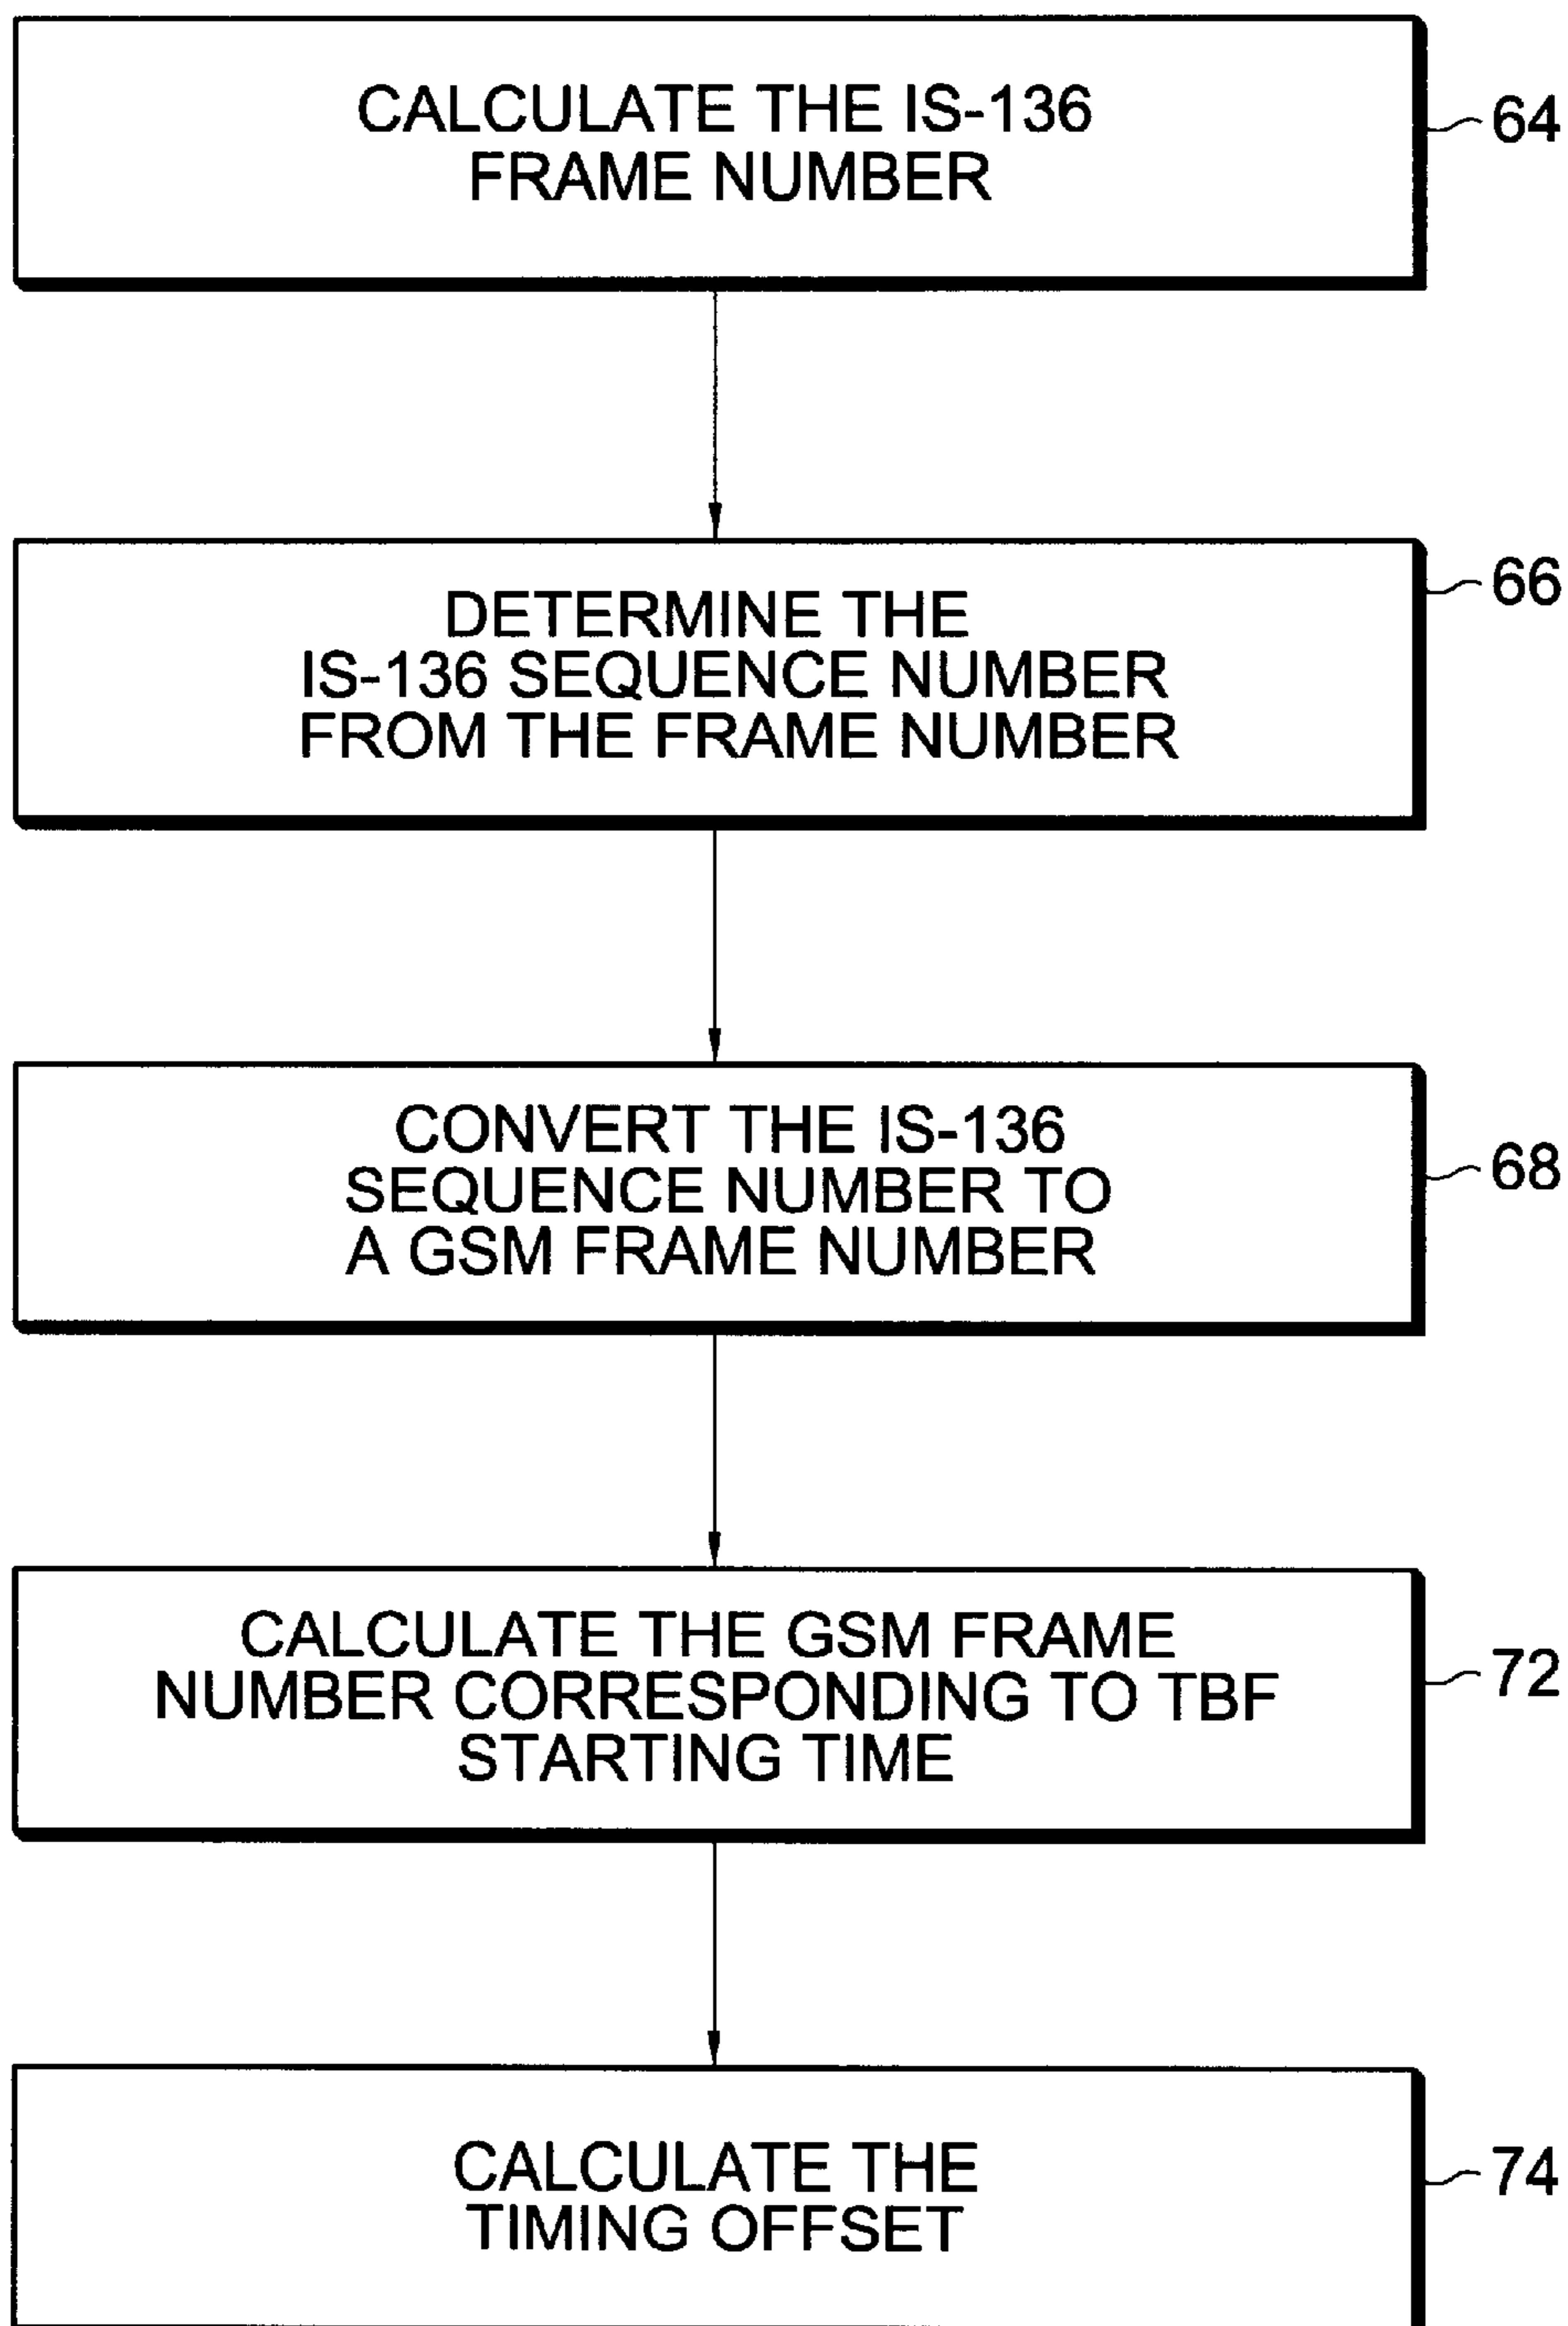 CALCULATE THE IS-136
FRAME NUMBER
64
DETERMINE THE
IS-136 SEQUENCE NUMBER
FROM THE FRAME NUMBER
66
CONVERT THE IS-136
SEQUENCE NUMBER TO
A GSM FRAME NUMBER
68
CALCULATE THE GSM FRAME
NUMBER CORRESPONDING TO TBF
STARTING TIME
72
CALCULATE THE
TIMING OFFSET
74